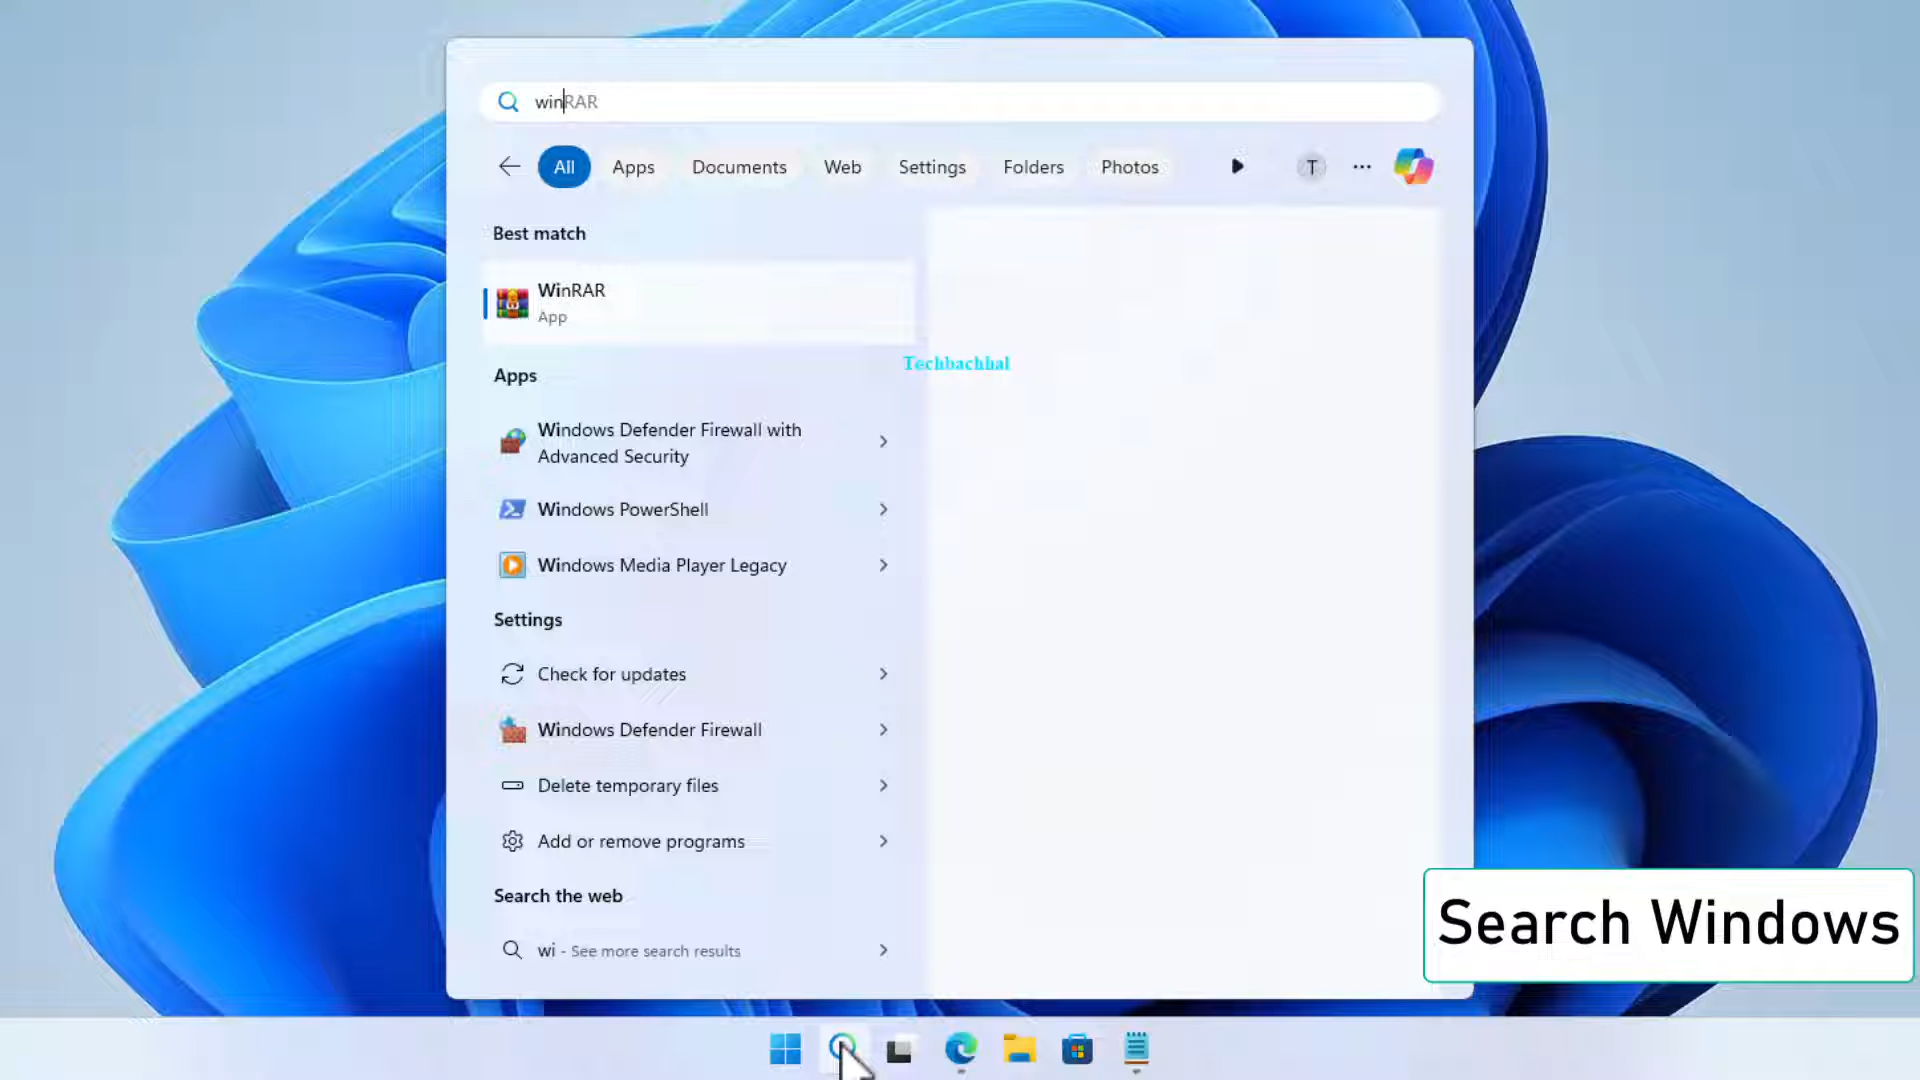 winRAR
All Apps Documents Web Settings Folders Photos T
Best match
WinRAR
App
Techbachhal
Apps
Windows Defender Firewall with
Advanced Security
Windows PowerShell
Windows Media Player Legacy
Settings
Check for updates
Windows Defender Firewall
Delete temporary files
Add or remove programs
Search the web
wi - See more search results
Search Windows